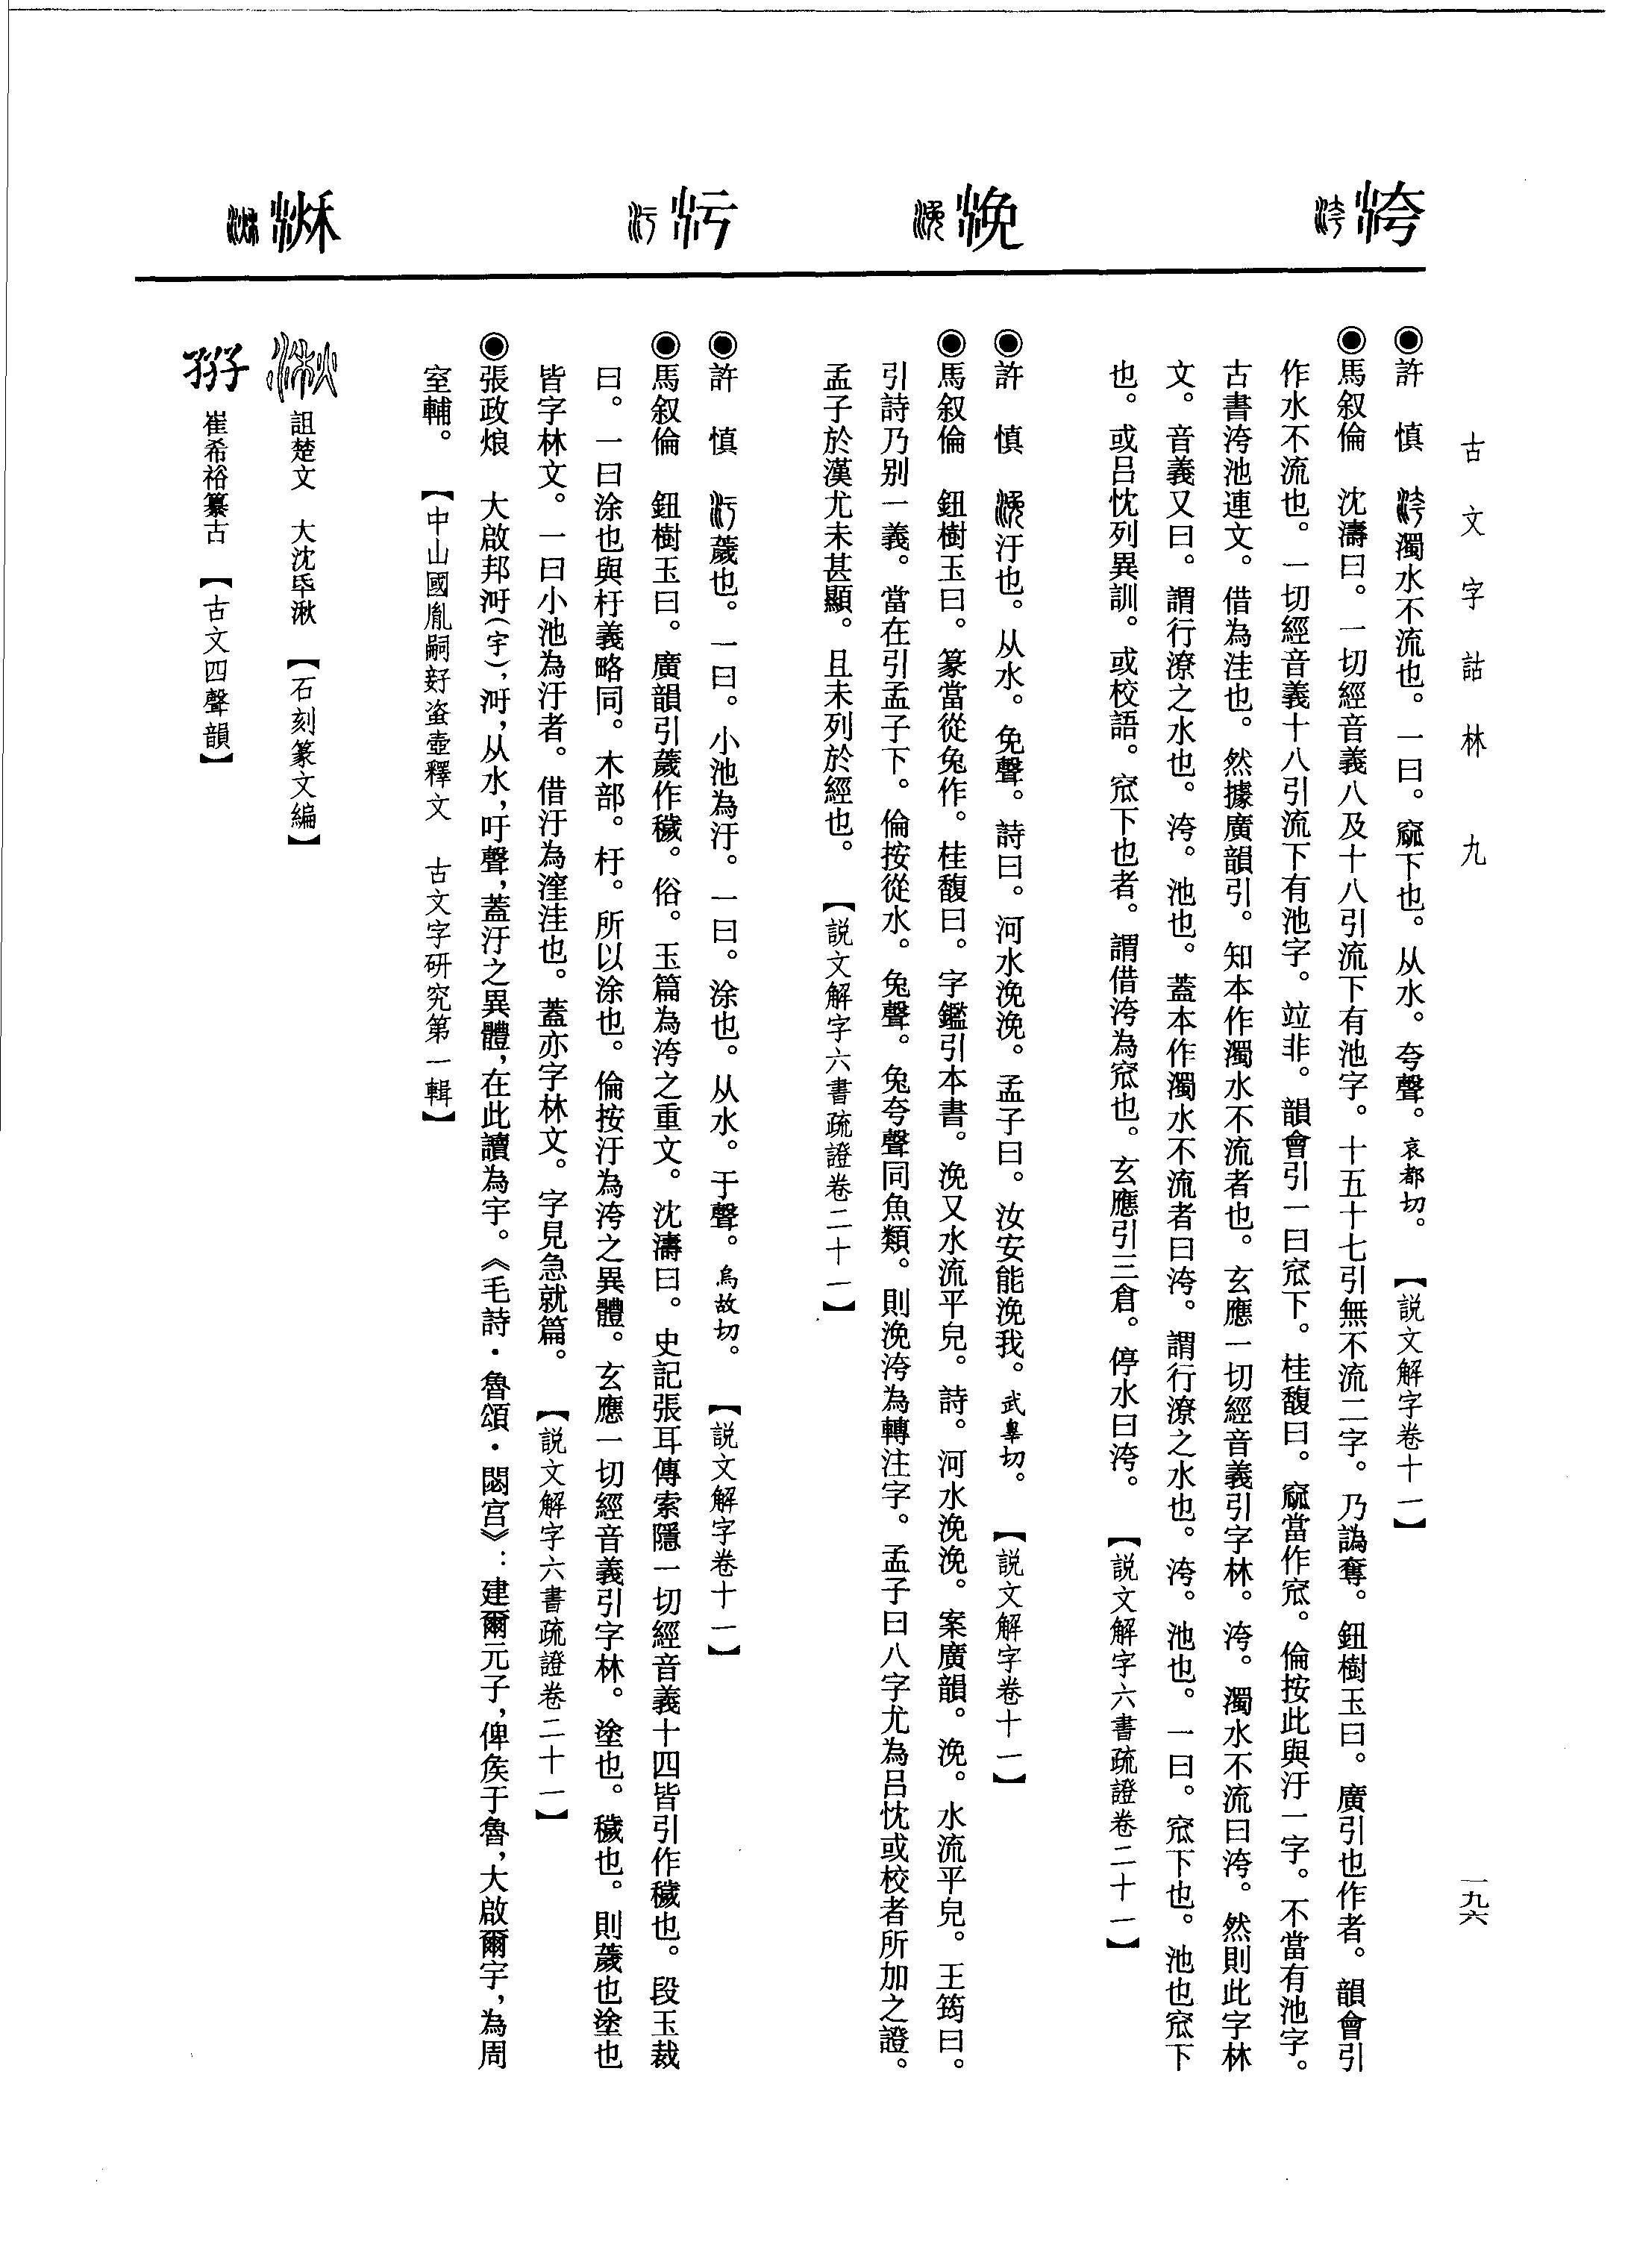 古文字詁林　九
一九六
洿
●許　慎　洿濁水不流也。一曰。窳下也。从水。夸聲。哀都切。【説文解字卷十一】
●馬叙倫　沈濤曰。一切經音義八及十八引流下有池字。十五十七引無不流二字。乃譌奪。鈕樹玉曰。廣引也作者。韻會引
作水不流也。一切經音義十八引流下有池字。竝非。韻會引一曰窊下。桂馥曰。窳當作窊。倫按此與汙一字。不當有池字。
古書洿池連文。借為洼也。然據廣韻引。知本作濁水不流者也。玄應一切經音義引字林。洿。濁水不流曰洿。然則此字林
文。音義又曰。謂行潦之水也。洿。池也。蓋本作濁水不流者曰洿。謂行潦之水也。洿。池也。一曰。窊下也。池也窊下
也。或吕忱列異訓。或校語。窊下也者。謂借洿為窊也。玄應引三倉。停水曰洿。【説文解字六書疏證卷二十一】
浼
●許　慎　浼汙也。从水。免聲。詩曰。河水浼浼。孟子曰。汝安能浼我。武辠切。【説文解字卷十一】
●馬叙倫　鈕樹玉曰。篆當從兔作。桂馥曰。字鑑引本書。浼又水流平皃。詩。河水浼浼。案廣韻。浼。水流平皃。王筠曰。
引詩乃别一義。當在引孟子下。倫按從水。兔聲。兔夸聲同魚類。則浼洿為轉注字。孟子曰八字尤為吕忱或校者所加之證。
孟子於漢尤未甚顯。且未列於經也。【説文解字六書疏證卷二十一】
汙
●許　慎　汙薉也。一曰。小池為汙。一曰。涂也。从水。于聲。烏故切。【説文解字卷十一】
●馬叙倫　鈕樹玉曰。廣韻引薉作穢。俗。玉篇為洿之重文。沈濤曰。史記張耳傳索隱一切經音義十四皆引作穢也。段玉裁
曰。一曰涂也與杇義略同。木部。杇。所以涂也。倫按汙為洿之異體。玄應一切經音義引字林。塗也。穢也。則薉也塗也
皆字林文。一曰小池為汙者。借汙為漥洼也。蓋亦字林文。字見急就篇。【説文解字六書疏證卷二十一】
●張政烺　大啟邦㳔(宇)，㳔，从水，吁聲，蓋汙之異體，在此讀為宇。《毛詩·魯頌·閟宫》：建爾元子，俾矦于魯，大啟爾宇，為周
室輔。【中山國胤嗣𡚱盗壺釋文　古文字研究第一輯】
湫
詛楚文　大沈氒湫　【石刻篆文編】
崔希裕纂古　【古文四聲韻】